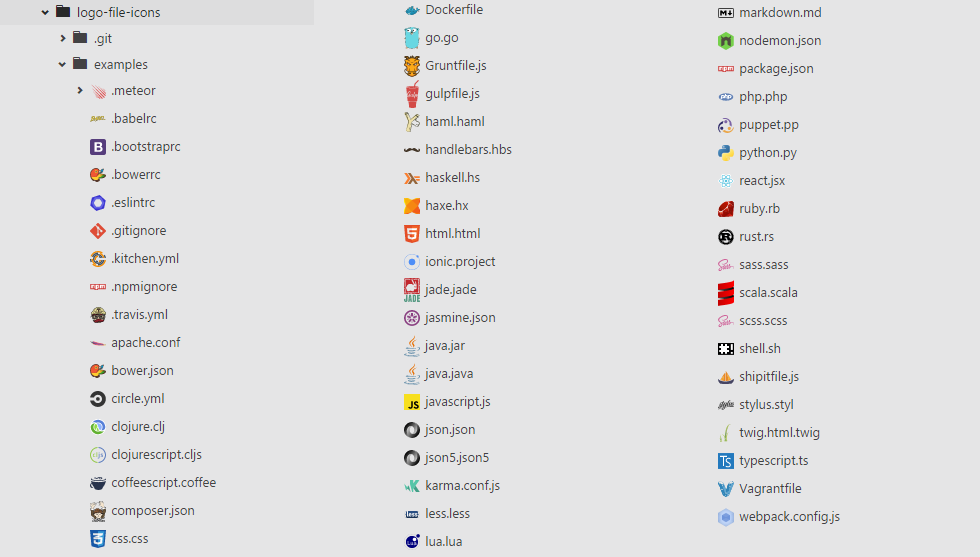 logo-file-icons
.git
examples
.meteor
.babelrc
.bootstraprc
.bowerrc
.eslintrc
.gitignore
.kitchen.yml
.npmignore
.travis.yml
apache.conf
bower.json
circle.yml
clojure.clj
clojurescript.cljs
coffeescript.coffee
composer.json
css.css
Dockerfile
go.go
Gruntfile.js
gulpfile.js
haml.haml
handlebars.hbs
haskell.hs
haxe.hx
html.html
ionic.project
jade.jade
jasmine.json
java.jar
java.java
javascript.js
json.json
json5.json5
karma.conf.js
less.less
lua.lua
markdown.md
nodemon.json
package.json
php.php
puppet.pp
python.py
react.jsx
ruby.rb
rust.rs
sass.sass
scala.scala
scss.scss
shell.sh
shipitfile.js
stylus.styl
twig.html.twig
typescript.ts
Vagrantfile
webpack.config.js